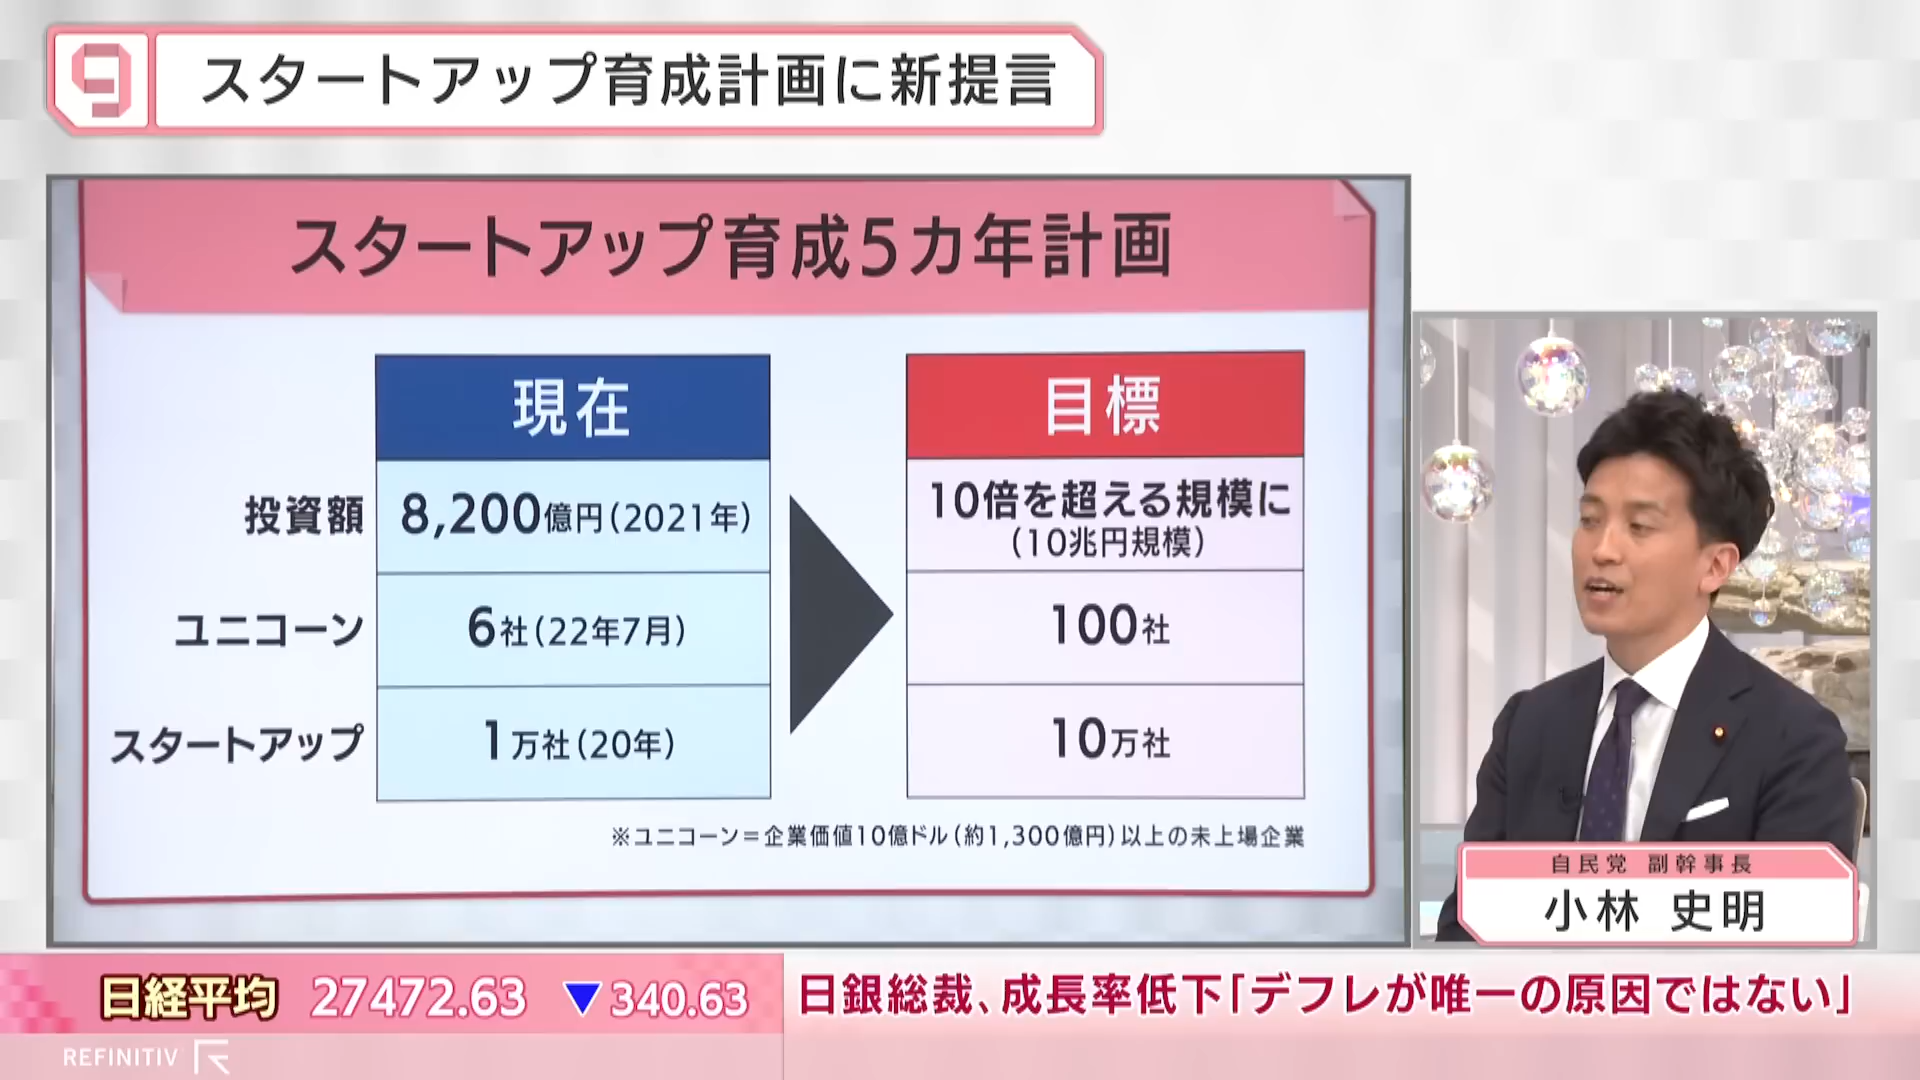 9
スタートアップ育成計画に新提言
スタートアップ育成5カ年計画
現在
目標
投資額
8,200億円(2021年)
10倍を超える規模に
(10兆円規模)
ユニコーン
6社(22年7月)
100社
スタートアップ
1万社(20年)
10万社
※ユニコーン=企業価値10億ドル(約1,300億円)以上の未上場企業
自民党 副幹事長
小林 史明
日経平均 27472.63 ▼340.63
日銀総裁、成長率低下「デフレが唯一の原因ではない」
REFINITIV